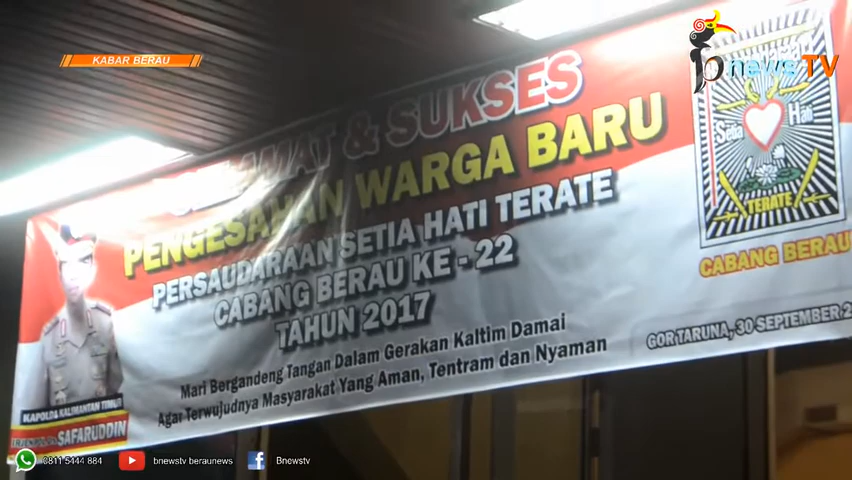 KABAR BERAU
bnewsTV
& SUKSES
PENGESAHAN WARGA BARU
PERSAUDARAAN SETIA HATI TERATE
CABANG BERAU KE - 22
TAHUN 2017
Mari Bergandeng Tangan Dalam Gerakan Kaltim Damai
Agar Terwujudnya Masyarakat Yang Aman, Tentram dan Nyaman
Setia Hati
TERATE
CABANG BERAU
GOR TARUNA, 30 SEPTEMBER
KAPOLDA KALIMANTAN TIMUR
SAFARUDDIN
0811 5444 884 bnewstv beraunews Bnewstv